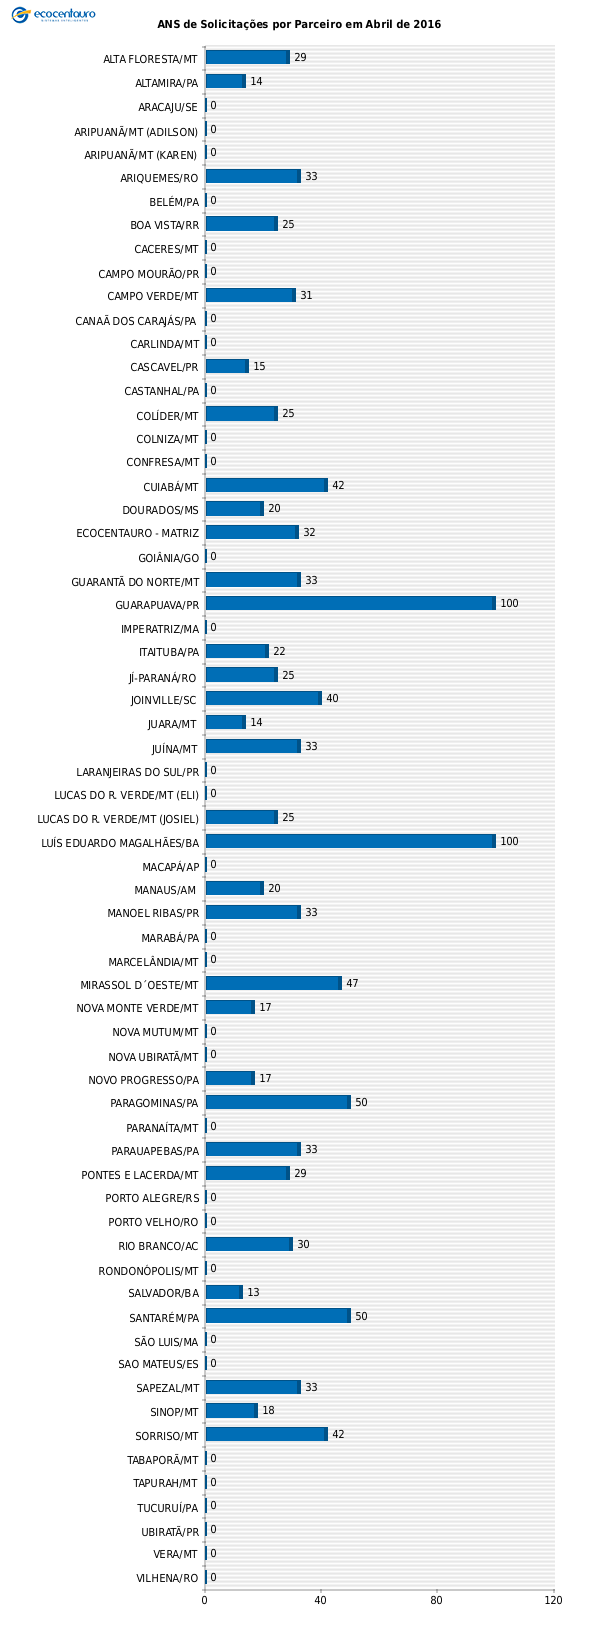 ecocentauro
ANS de Solicitações por Parceiro em Abril de 2016
ALTA FLORESTA/MT 29
ALTAMIRA/PA 14
ARACAJU/SE 0
ARIPUANÃ/MT (ADILSON) 0
ARIPUANÃ/MT (KAREN) 0
ARIQUEMES/RO 33
BELÉM/PA 0
BOA VISTA/RR 25
CACERES/MT 0
CAMPO MOURÃO/PR 0
CAMPO VERDE/MT 31
CANAÃ DOS CARAJÁS/PA 0
CARLINDA/MT 0
CASCAVEL/PR 15
CASTANHAL/PA 0
COLÍDER/MT 25
COLNIZA/MT 0
CONFRESA/MT 0
CUIABÁ/MT 42
DOURADOS/MS 20
ECOCENTAURO - MATRIZ 32
GOIÂNIA/GO 0
GUARANTÃ DO NORTE/MT 33
GUARAPUAVA/PR 100
IMPERATRIZ/MA 0
ITAITUBA/PA 22
JÍ-PARANÁ/RO 25
JOINVILLE/SC 40
JUARA/MT 14
JUÍNA/MT 33
LARANJEIRAS DO SUL/PR 0
LUCAS DO R. VERDE/MT (ELI) 0
LUCAS DO R. VERDE/MT (JOSIEL) 25
LUÍS EDUARDO MAGALHÃES/BA 100
MACAPÁ/AP 0
MANAUS/AM 20
MANOEL RIBAS/PR 33
MARABÁ/PA 0
MARCELÂNDIA/MT 0
MIRASSOL D´OESTE/MT 47
NOVA MONTE VERDE/MT 17
NOVA MUTUM/MT 0
NOVA UBIRATÃ/MT 0
NOVO PROGRESSO/PA 17
PARAGOMINAS/PA 50
PARANAÍTA/MT 0
PARAUAPEBAS/PA 33
PONTES E LACERDA/MT 29
PORTO ALEGRE/RS 0
PORTO VELHO/RO 0
RIO BRANCO/AC 30
RONDONÓPOLIS/MT 0
SALVADOR/BA 13
SANTARÉM/PA 50
SÃO LUIS/MA 0
SAO MATEUS/ES 0
SAPEZAL/MT 33
SINOP/MT 18
SORRISO/MT 42
TABAPORÃ/MT 0
TAPURAH/MT 0
TUCURUÍ/PA 0
UBIRATÃ/PR 0
VERA/MT 0
VILHENA/RO 0
0 40 80 120